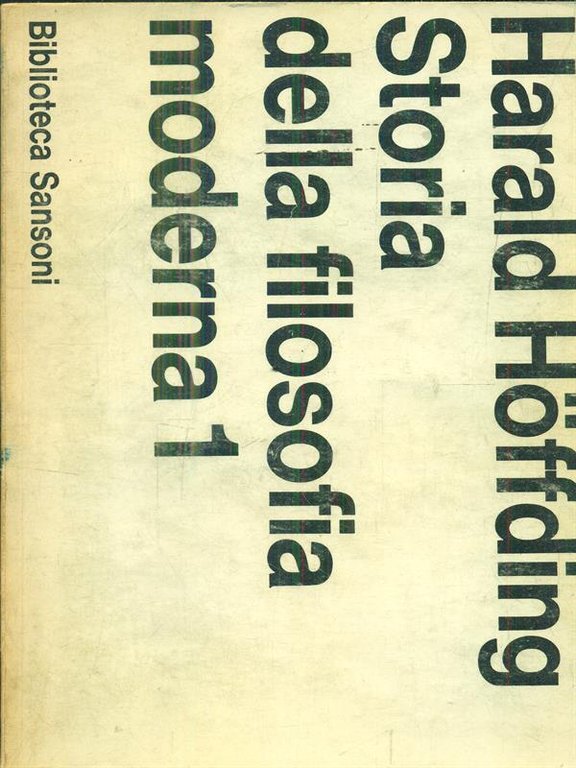 Harald Höffding
Storia
della filosofia
moderna 1
Biblioteca Sansoni